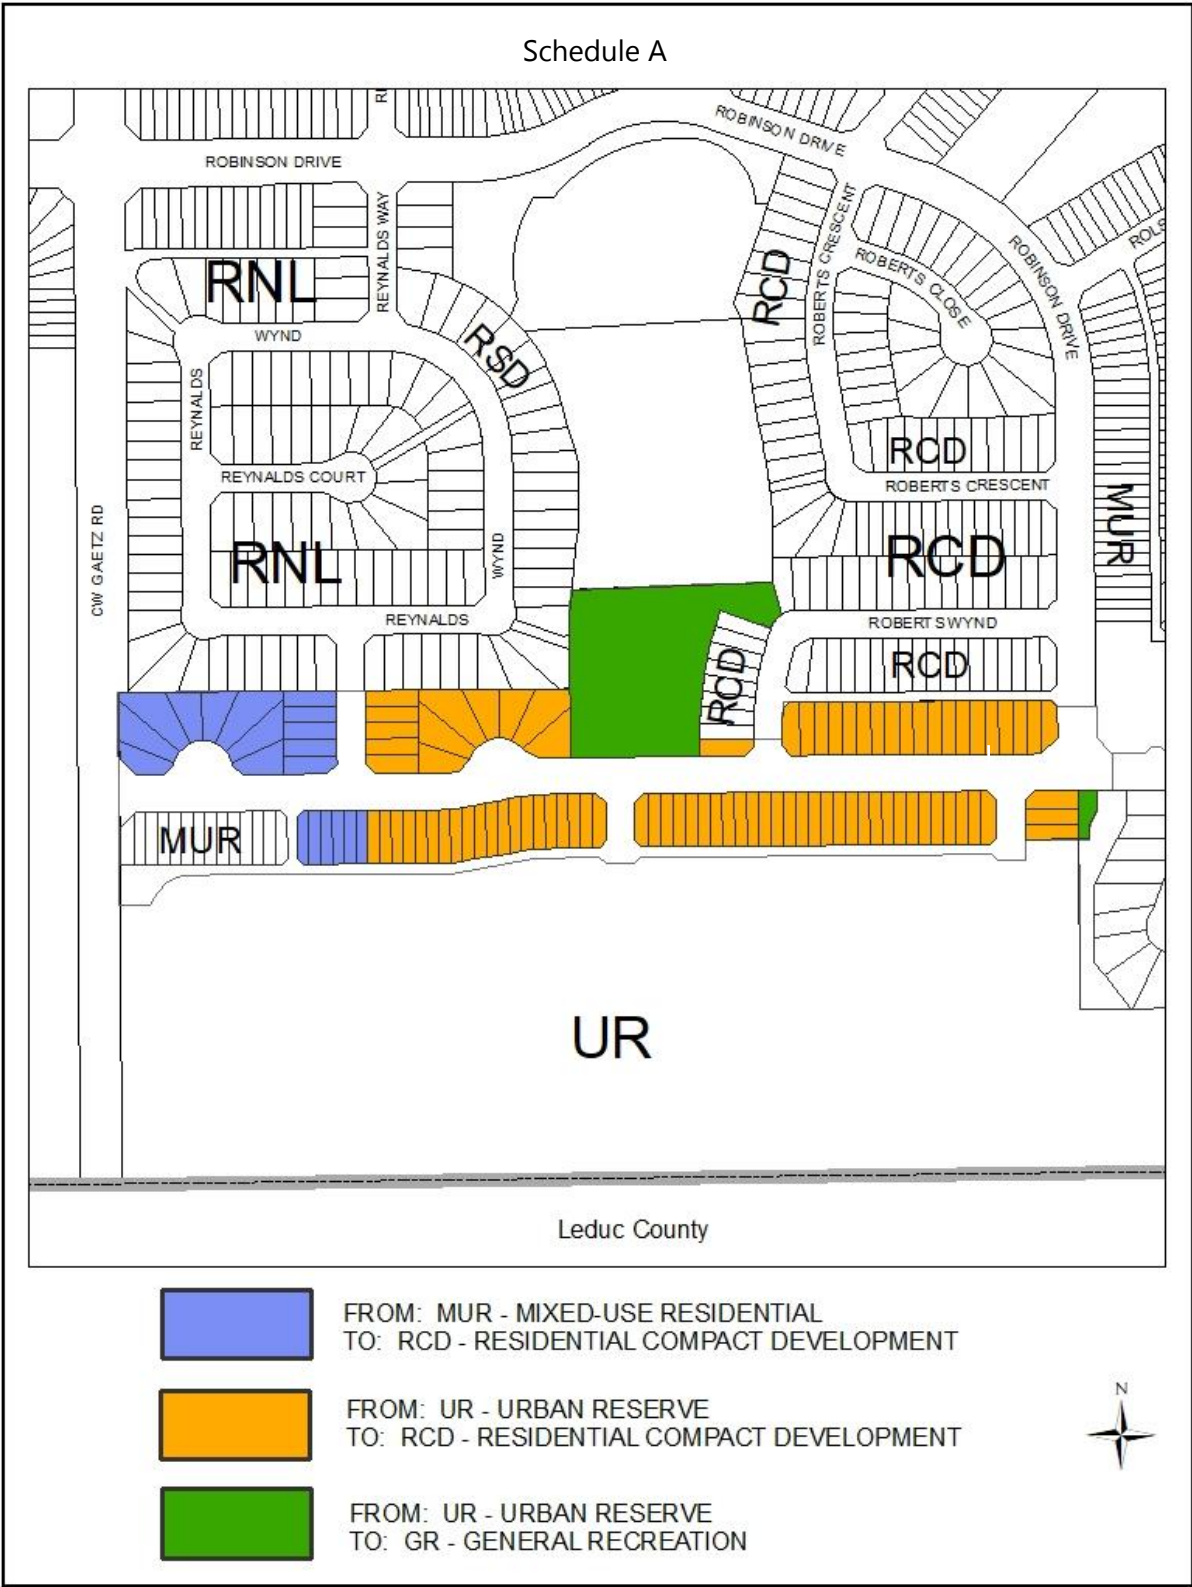 Schedule A
ROBINSON DRIVE
ROBINSON DRIVE
REYNALDS WAY
RNL
RCD
ROBERTS CRESCENT
ROBERTS CLOSE
ROBINSON DRIVE
WYND
RSD
REYNALDS
REYNALDS COURT
RCD
ROBERTS CRESCENT
MUR
CW GAETZ RD
RNL
WYND
RCD
REYNALDS
ROBERTS WYND
RCD
RCD
MUR
UR
Leduc County
FROM: MUR - MIXED-USE RESIDENTIAL
TO: RCD - RESIDENTIAL COMPACT DEVELOPMENT
FROM: UR - URBAN RESERVE
TO: RCD - RESIDENTIAL COMPACT DEVELOPMENT
N
FROM: UR - URBAN RESERVE
TO: GR - GENERAL RECREATION